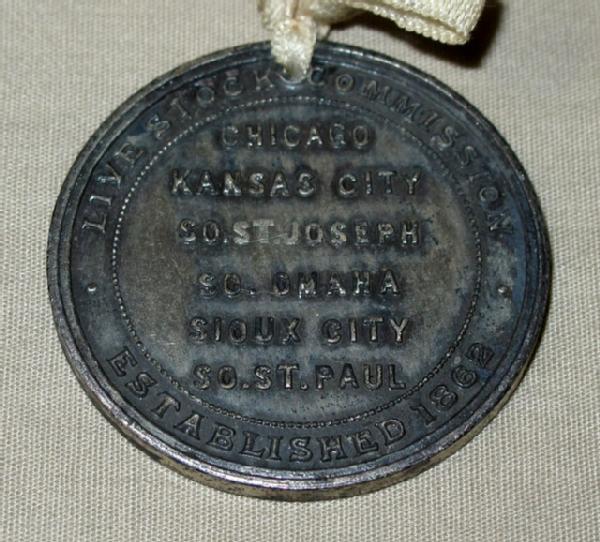 LIVE STOCK COMMISSION
CHICAGO
KANSAS CITY
SO. ST. JOSEPH
SO. OMAHA
SIOUX CITY
SO. ST. PAUL
ESTABLISHED 1862